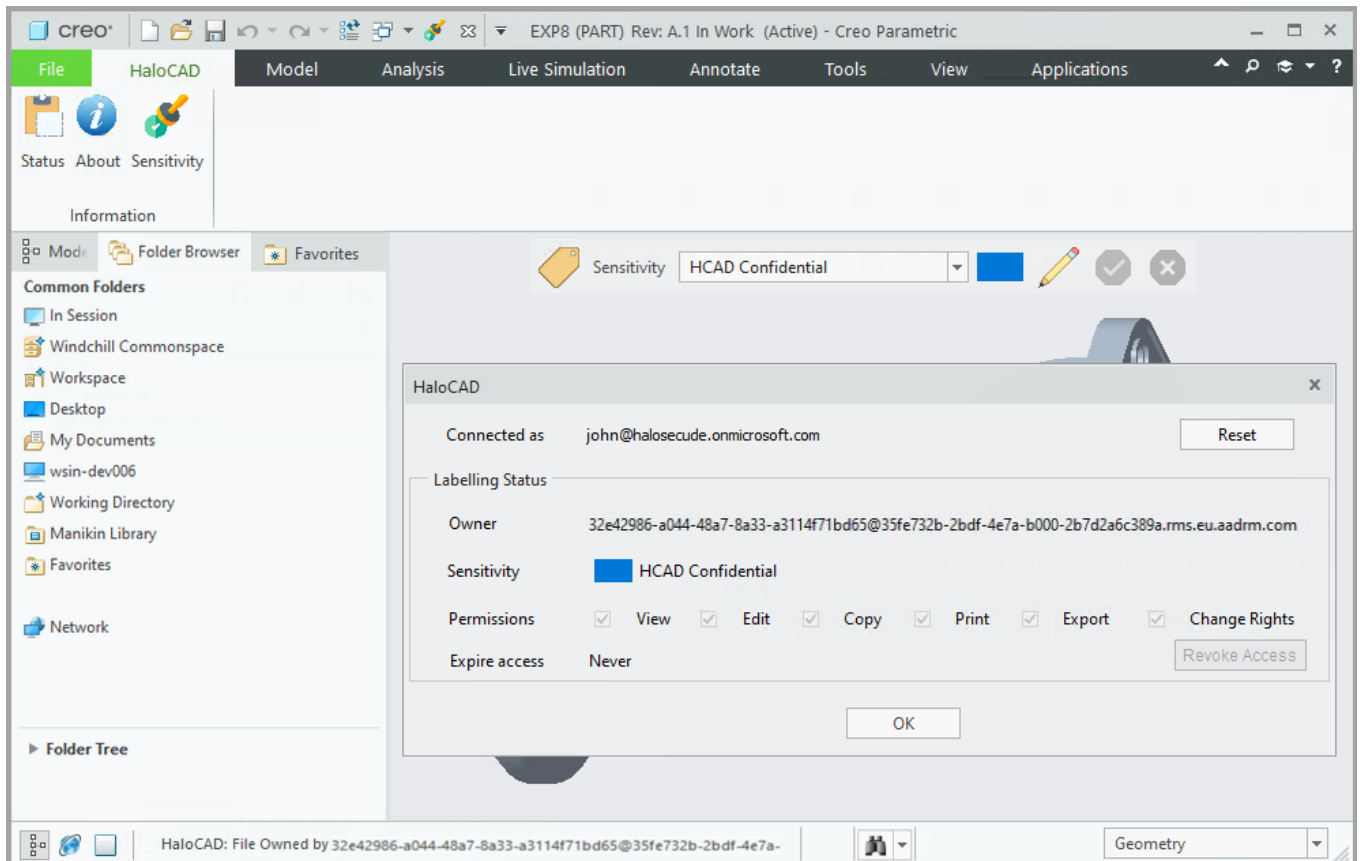 creo EXP8 (PART) Rev: A.1 In Work (Active) - Creo Parametric
File HaloCAD Model Analysis Live Simulation Annotate Tools View Applications ?
Status About Sensitivity
Information
Mode Folder Browser Favorites
Sensitivity HCAD Confidential
Common Folders
In Session
Windchill Commonspace
Workspace
Desktop
My Documents
wsin-dev006
Working Directory
Manikin Library
Favorites
Network
Folder Tree
HaloCAD
Connected as john@halosecude.onmicrosoft.com Reset
Labelling Status
Owner 32e42986-a044-48a7-8a33-a3114f71bd65@35fe732b-2bdf-4e7a-b000-2b7d2a6c389a.rms.eu.aadrm.com
Sensitivity HCAD Confidential
Permissions View Edit Copy Print Export Change Rights
Expire access Never Revoke Access
OK
HaloCAD: File Owned by 32e42986-a044-48a7-8a33-a3114f71bd65@35fe732b-2bdf-4e7a- Geometry